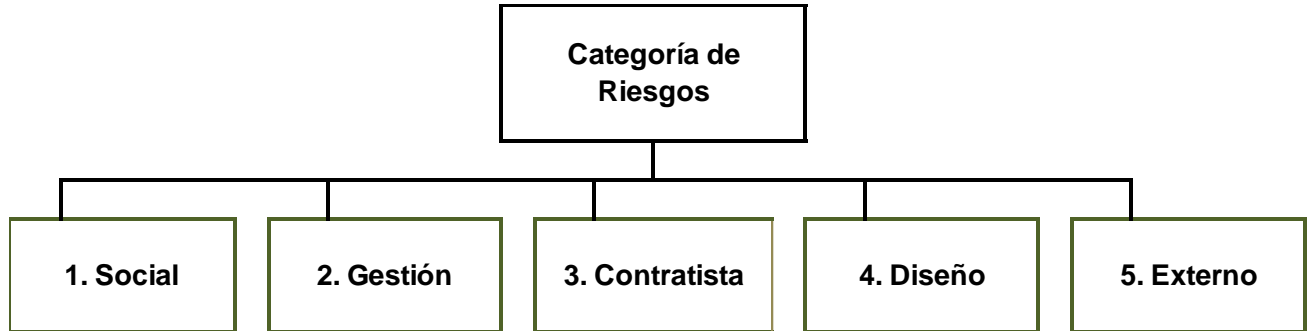 Categoría de
Riesgos
1. Social
2. Gestión
3. Contratista
4. Diseño
5. Externo